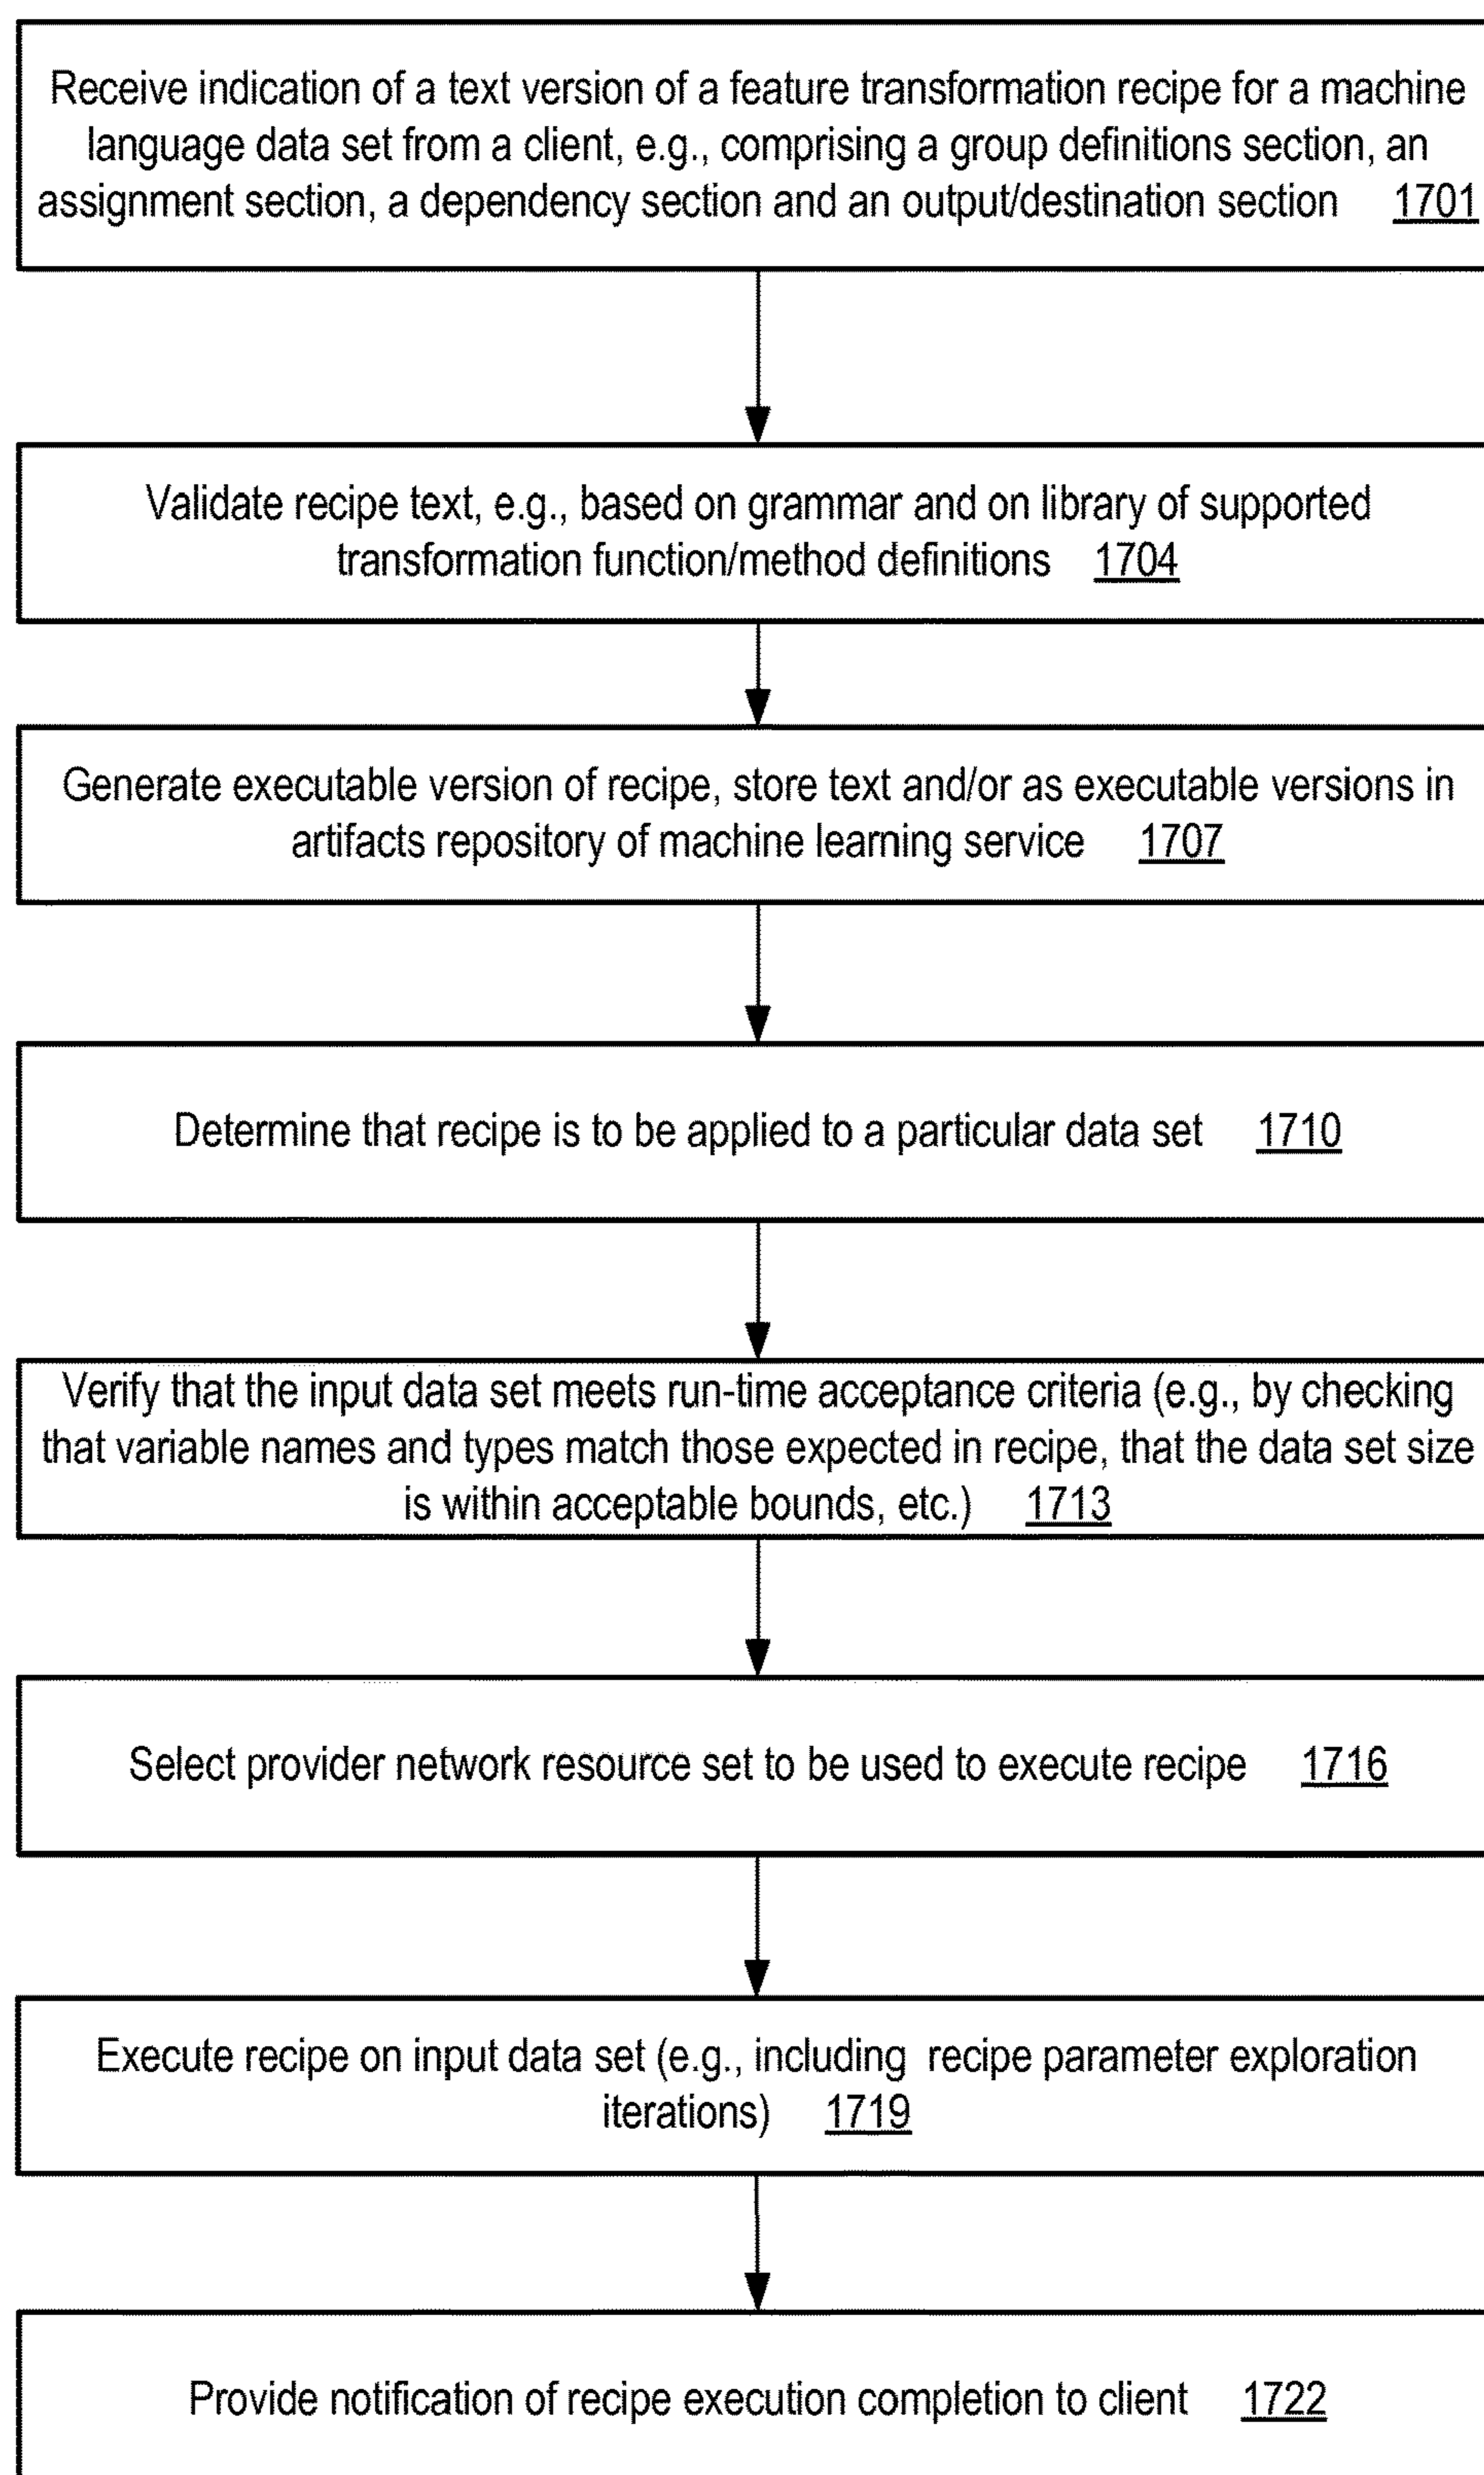 Receive indication of a text version of a feature transformation recipe for a machine
language data set from a client, e.g., comprising a group definitions section, an
assignment section, a dependency section and an output/destination section 1701
Validate recipe text, e.g., based on grammar and on library of supported
transformation function/method definitions 1704
Generate executable version of recipe, store text and/or as executable versions in
artifacts repository of machine learning service 1707
Determine that recipe is to be applied to a particular data set 1710
Verify that the input data set meets run-time acceptance criteria (e.g., by checking
that variable names and types match those expected in recipe, that the data set size
is within acceptable bounds, etc.) 1713
Select provider network resource set to be used to execute recipe 1716
Execute recipe on input data set (e.g., including recipe parameter exploration
iterations) 1719
Provide notification of recipe execution completion to client 1722